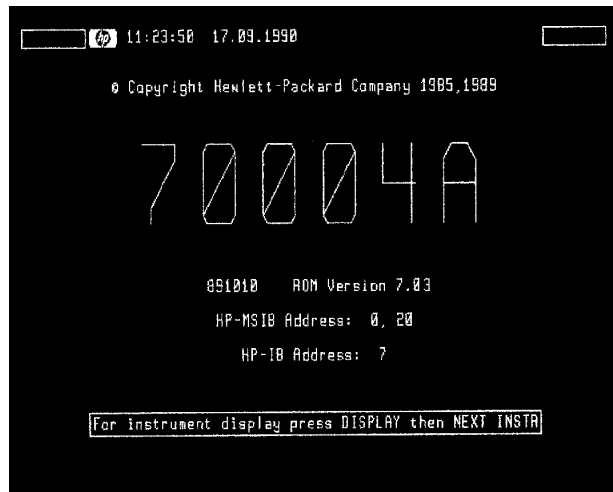 hp 11:23:50 17.09.1990
© Copyright Hewlett-Packard Company 1985,1989
70004A
891010 ROM Version 7.03
HP-MSIB Address: 0, 20
HP-IB Address: 7
For instrument display press DISPLAY then NEXT INSTR